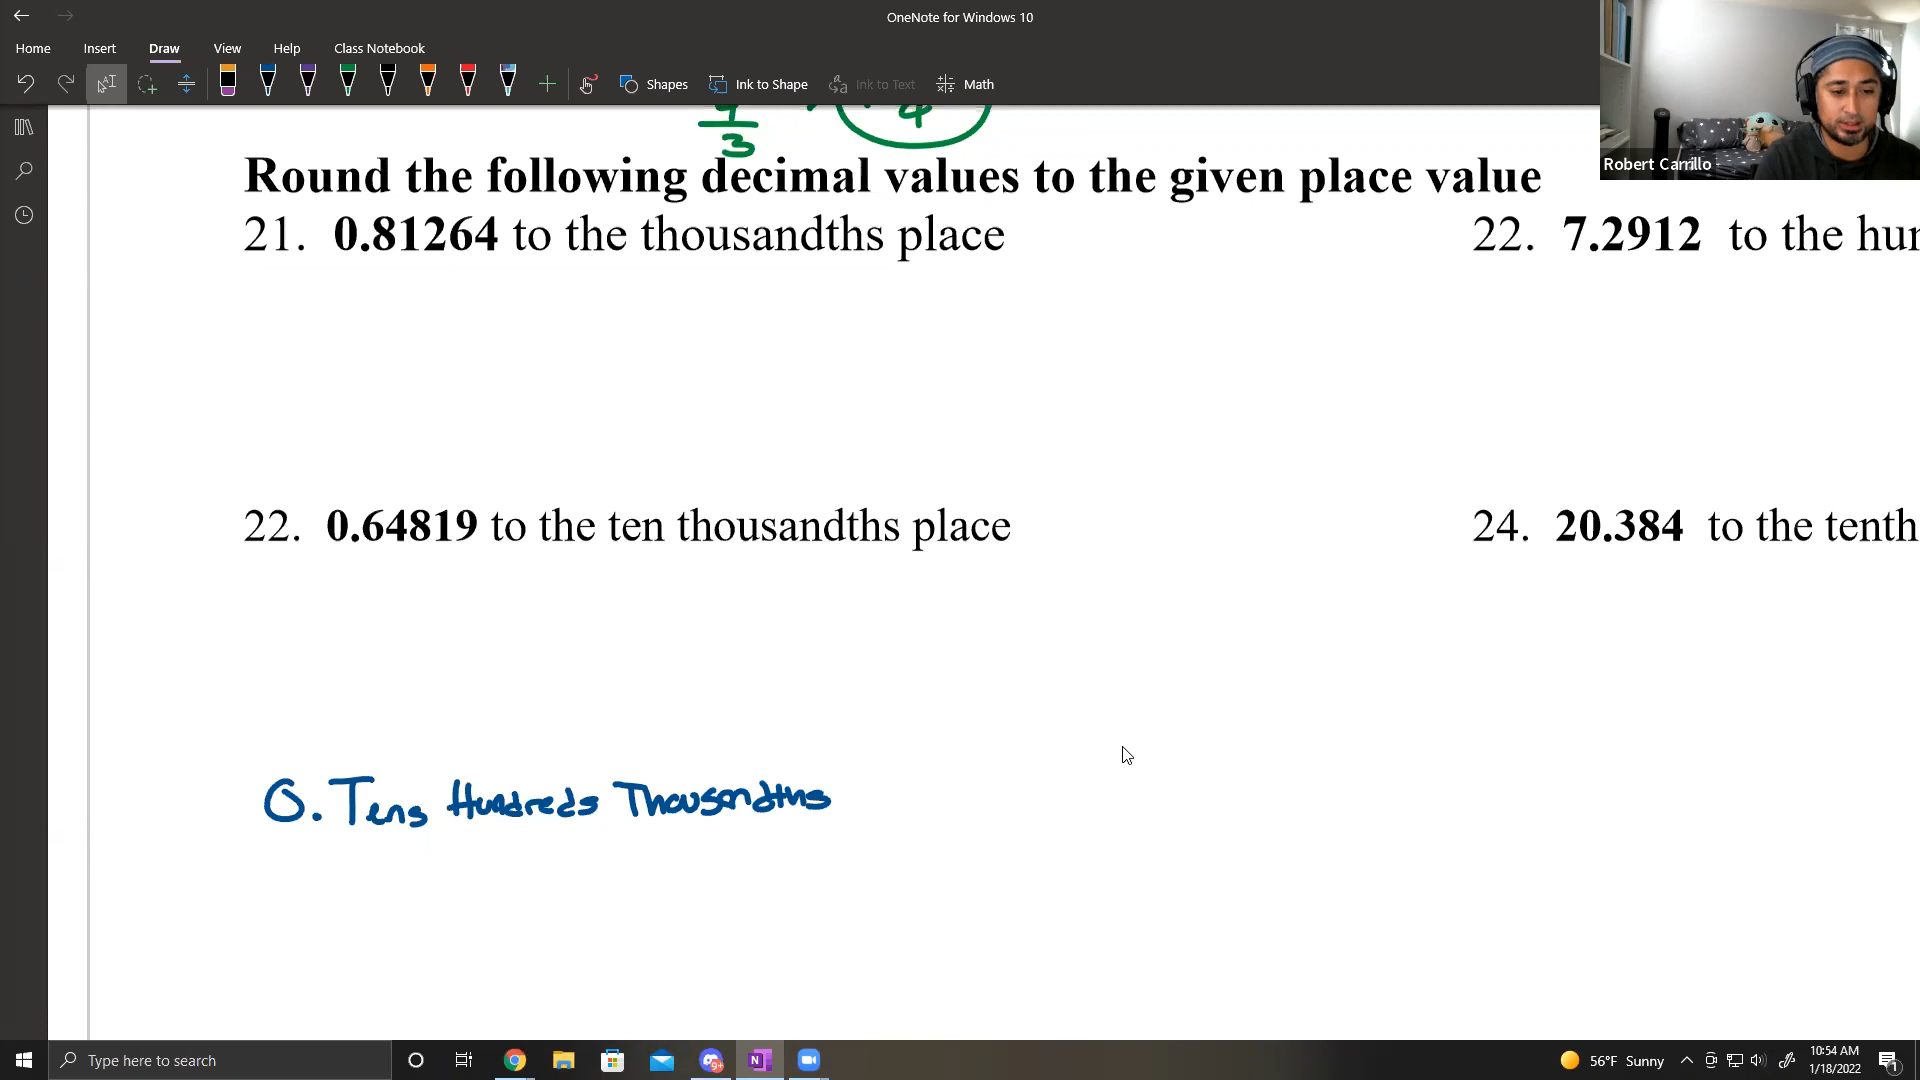 OneNote for Windows 10
Home Insert Draw View Help Class Notebook
Shapes Ink to Shape Ink to Text Math
Robert Carrillo
4
3
Round the following decimal values to the given place value
21. 0.81264 to the thousandths place
22. 7.2912 to the hun
22. 0.64819 to the ten thousandths place
24. 20.384 to the tenth
0. Tens Hundreds Thousandths
Type here to search
56°F Sunny
10:54 AM
1/18/2022